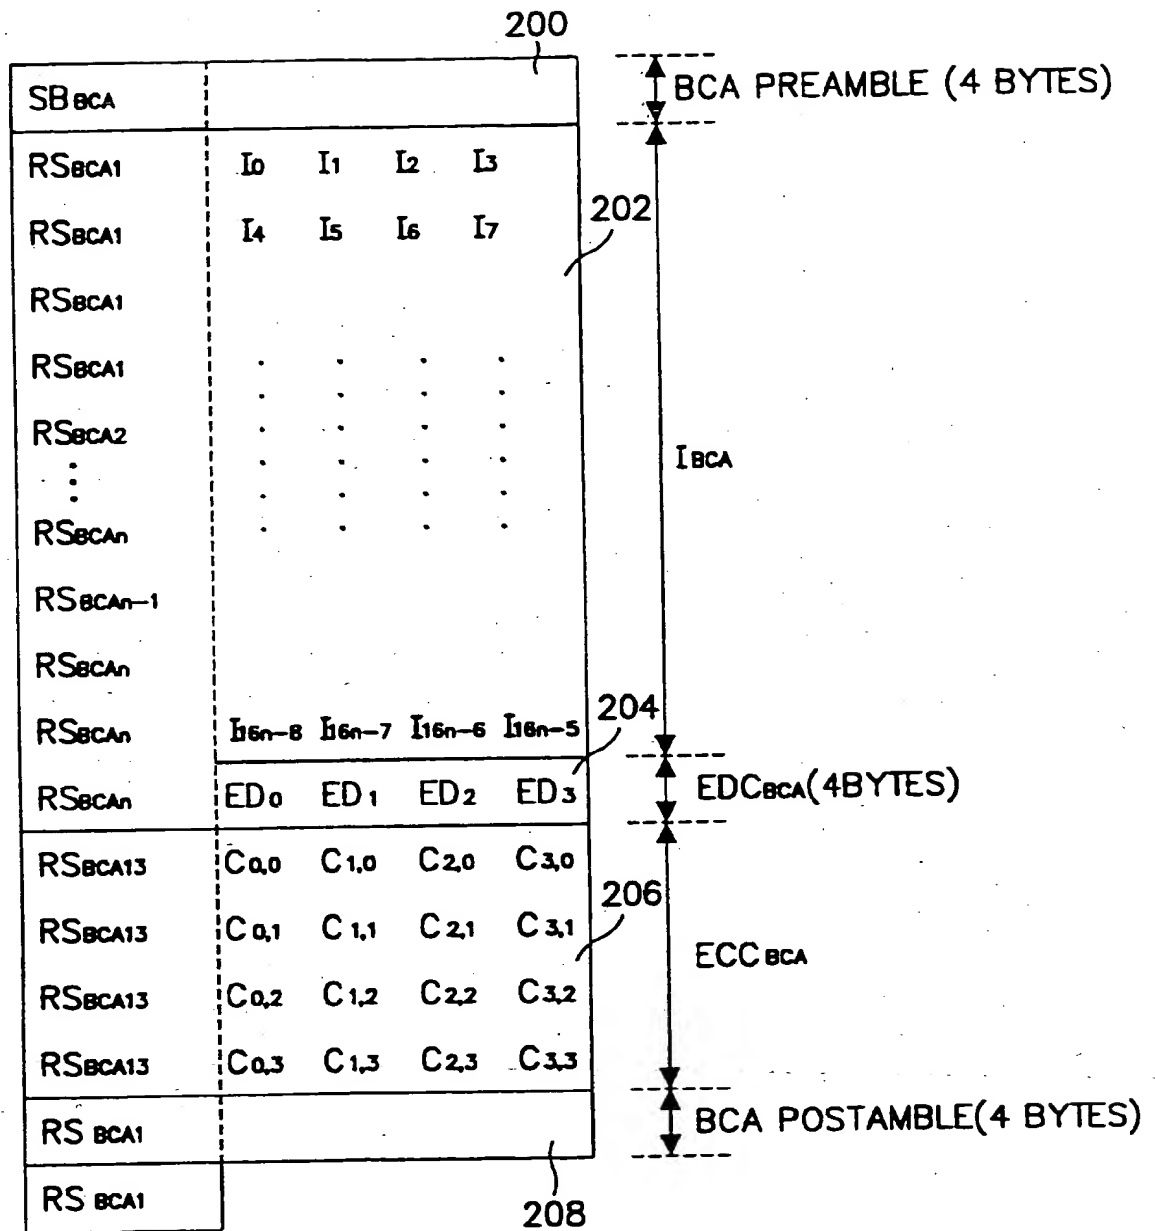 200
SBBCA
BCA PREAMBLE (4 BYTES)
RSBCA1 I0 I1 I2 I3
202
RSBCA1 I4 I5 I6 I7
RSBCA1
RSBCA1 . . . .
RSBCA2 . . . .
⋮
IBCA
RSBCAn . . . .
RSBCAn-1
RSBCAn
204
RSBCAn I16n-8 I16n-7 I16n-6 I16n-5
RSBCAn ED0 ED1 ED2 ED3
EDCBCA(4BYTES)
RSBCA13 C0,0 C1,0 C2,0 C3,0
206
RSBCA13 C0,1 C1,1 C2,1 C3,1
ECCBCA
RSBCA13 C0,2 C1,2 C2,2 C3,2
RSBCA13 C0,3 C1,3 C2,3 C3,3
RS BCA1
BCA POSTAMBLE(4 BYTES)
RS BCA1
208